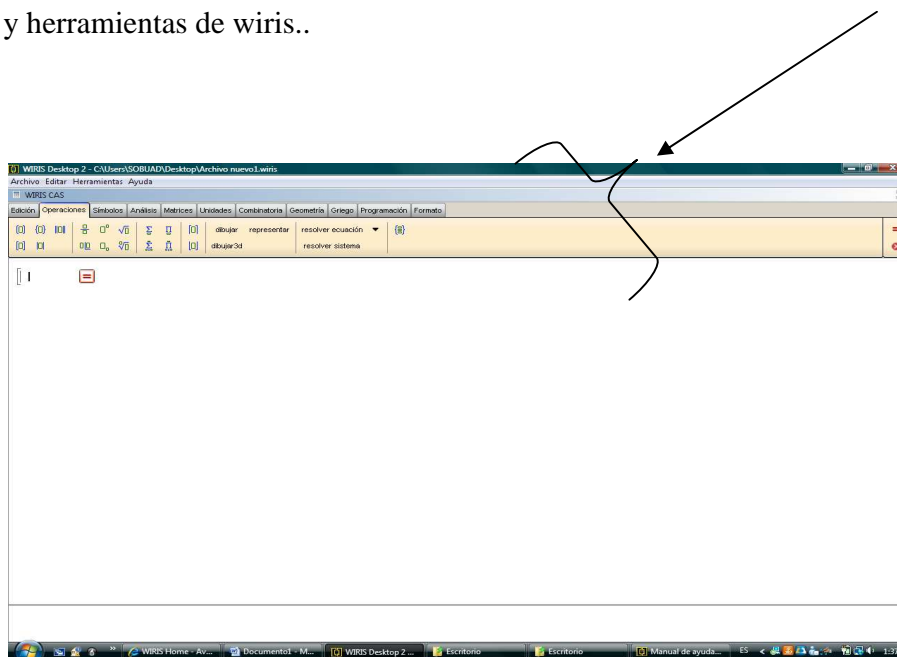 y herramientas de wiris..
WIRIS Desktop 2 - C:\Users\SOBUAD\Desktop\Archivo nuevo1.wiris
Archivo Editar Herramientas Ayuda
WIRIS CAS
Edición Operaciones Símbolos Análisis Matrices Unidades Combinatoria Geometría Griego Programación Formato
dibujar representar resolver ecuación
dibujar3d resolver sistema
WIRIS Home - Av... Documento1 - M... WIRIS Desktop 2 ... Escritorio Escritorio Manual de ayuda... ES